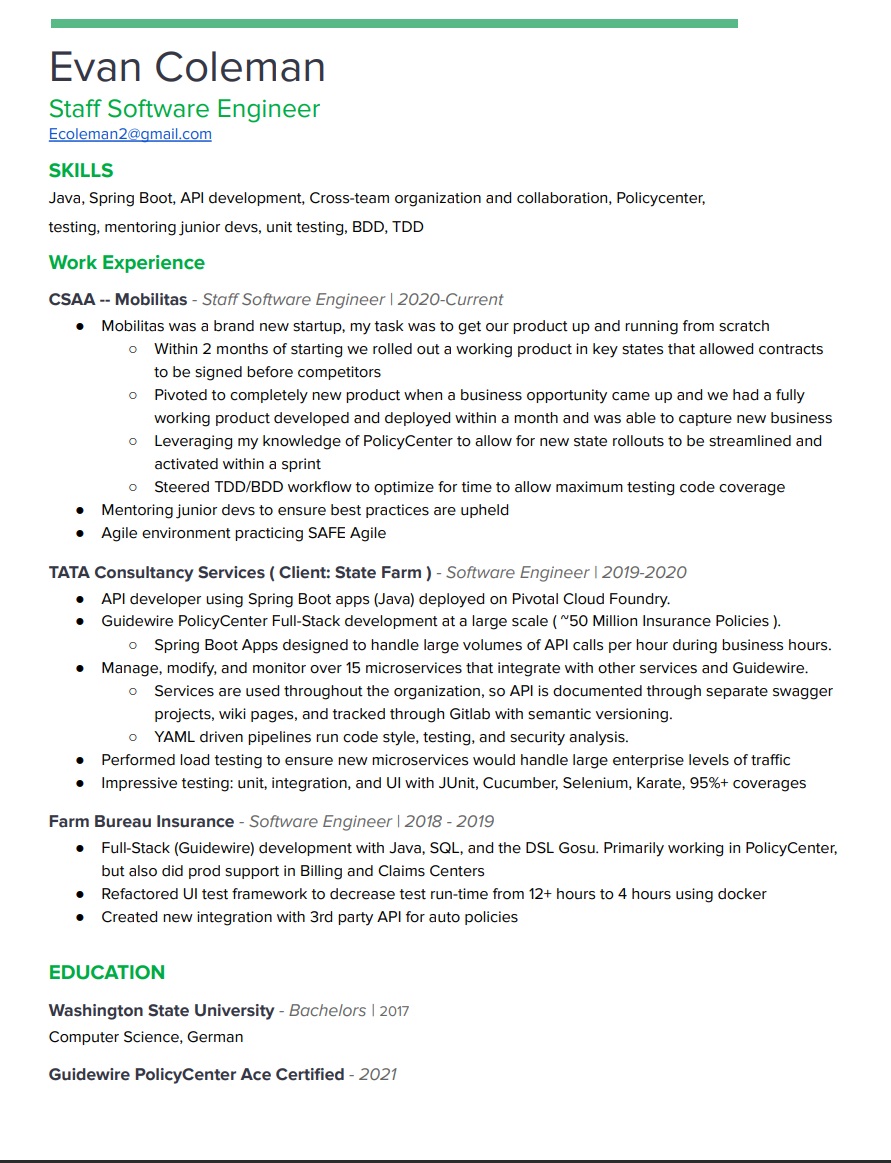 Evan Coleman
Staff Software Engineer
Ecoleman2@gmail.com
SKILLS
Java, Spring Boot, API development, Cross-team organization and collaboration, Policycenter,
testing, mentoring junior devs, unit testing, BDD, TDD
Work Experience
CSAA -- Mobilitas - Staff Software Engineer | 2020-Current
● Mobilitas was a brand new startup, my task was to get our product up and running from scratch
○ Within 2 months of starting we rolled out a working product in key states that allowed contracts
to be signed before competitors
○ Pivoted to completely new product when a business opportunity came up and we had a fully
working product developed and deployed within a month and was able to capture new business
○ Leveraging my knowledge of PolicyCenter to allow for new state rollouts to be streamlined and
activated within a sprint
○ Steered TDD/BDD workflow to optimize for time to allow maximum testing code coverage
● Mentoring junior devs to ensure best practices are upheld
● Agile environment practicing SAFE Agile
TATA Consultancy Services ( Client: State Farm ) - Software Engineer | 2019-2020
● API developer using Spring Boot apps (Java) deployed on Pivotal Cloud Foundry.
● Guidewire PolicyCenter Full-Stack development at a large scale ( ~50 Million Insurance Policies ).
○ Spring Boot Apps designed to handle large volumes of API calls per hour during business hours.
● Manage, modify, and monitor over 15 microservices that integrate with other services and Guidewire.
○ Services are used throughout the organization, so API is documented through separate swagger
projects, wiki pages, and tracked through Gitlab with semantic versioning.
○ YAML driven pipelines run code style, testing, and security analysis.
● Performed load testing to ensure new microservices would handle large enterprise levels of traffic
● Impressive testing: unit, integration, and UI with JUnit, Cucumber, Selenium, Karate, 95%+ coverages
Farm Bureau Insurance - Software Engineer | 2018 - 2019
● Full-Stack (Guidewire) development with Java, SQL, and the DSL Gosu. Primarily working in PolicyCenter,
but also did prod support in Billing and Claims Centers
● Refactored UI test framework to decrease test run-time from 12+ hours to 4 hours using docker
● Created new integration with 3rd party API for auto policies
EDUCATION
Washington State University - Bachelors | 2017
Computer Science, German
Guidewire PolicyCenter Ace Certified - 2021